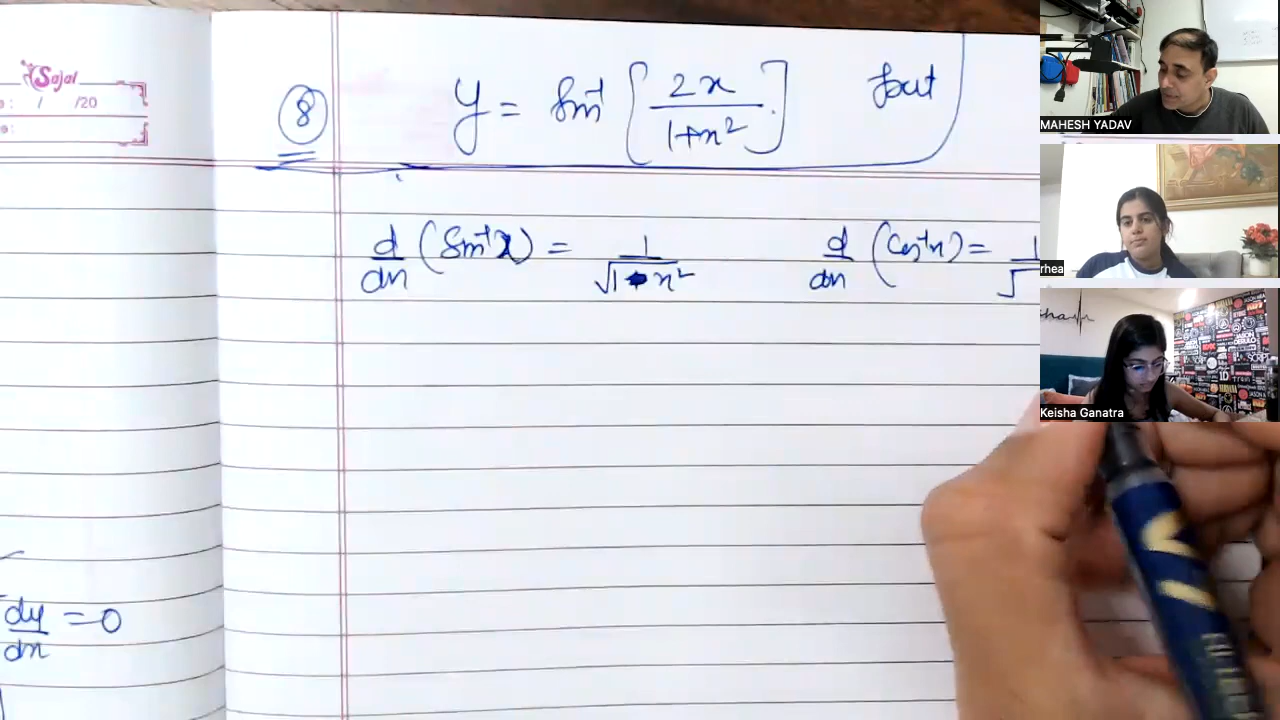 Sajal
/ /20
8 y = Sin⁻¹ [ 2x / 1+x² ]
d/dx (Sin⁻¹x) = 1/√1-x² d/dx (Cos⁻¹x) = 1/√
dy/dx = 0
MAHESH YADAV
rhea
Keisha Ganatra